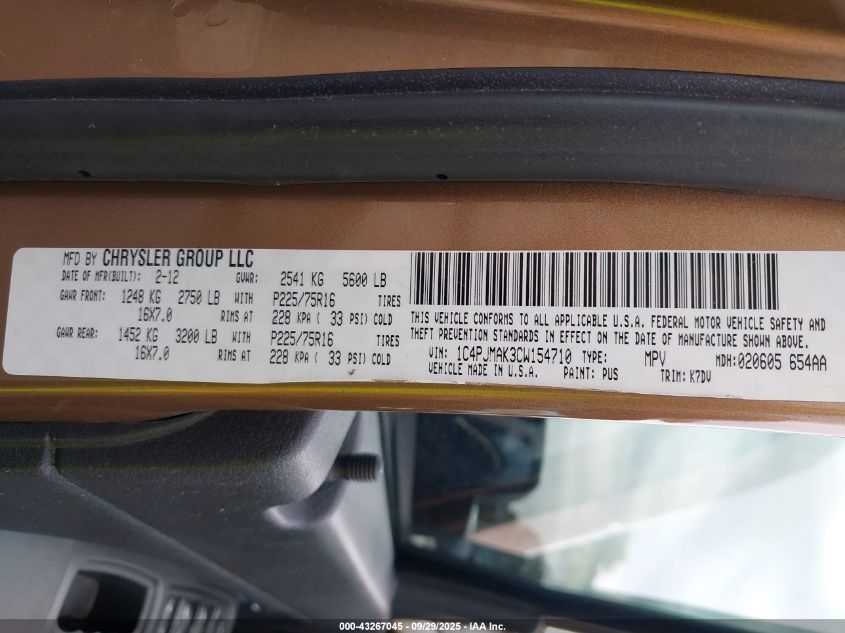 MFD BY CHRYSLER GROUP LLC
DATE OF MFR(BUILT): 2-12 GVWR: 2541 KG 5600 LB
GAWR FRONT: 1248 KG 2750 LB WITH P225/75R16 TIRES
16X7.0 RIMS AT 228 KPA ( 33 PSI) COLD
GAWR REAR: 1452 KG 3200 LB WITH P225/75R16 TIRES
16X7.0 RIMS AT 228 KPA ( 33 PSI) COLD
THIS VEHICLE CONFORMS TO ALL APPLICABLE U.S.A. FEDERAL MOTOR VEHICLE SAFETY AND
THEFT PREVENTION STANDARDS IN EFFECT ON THE DATE OF MANUFACTURE SHOWN ABOVE.
VIN: 1C4PJMAK3CW154710 TYPE: MPV MDH:020605 654AA
VEHICLE MADE IN U.S.A. PAINT: PUS TRIM: K7DV
000-43267045 - 09/29/2025 - IAA Inc.